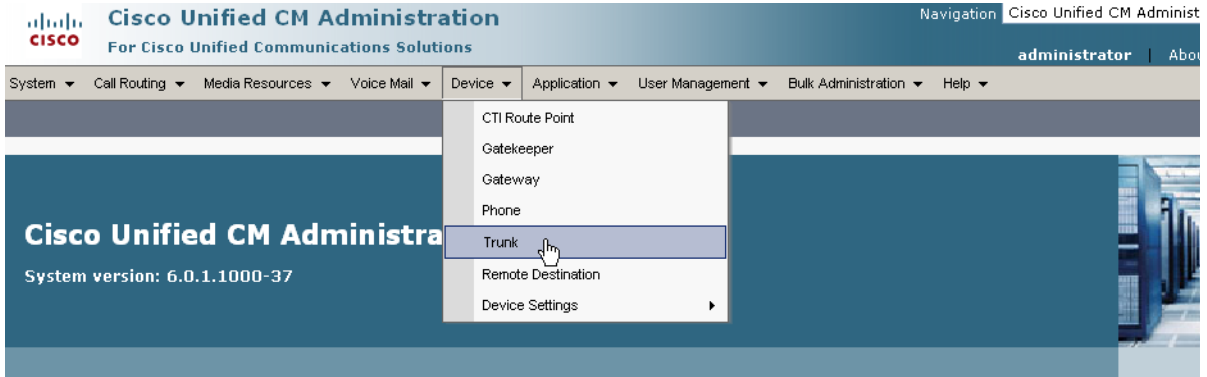 Cisco Unified CM Administration
Navigation Cisco Unified CM Administ
CISCO
For Cisco Unified Communications Solutions
administrator | Abou
System Call Routing Media Resources Voice Mail Device Application User Management Bulk Administration Help
CTI Route Point
Gatekeeper
Gateway
Phone
Cisco Unified CM Administra
Trunk
System version: 6.0.1.1000-37
Remote Destination
Device Settings